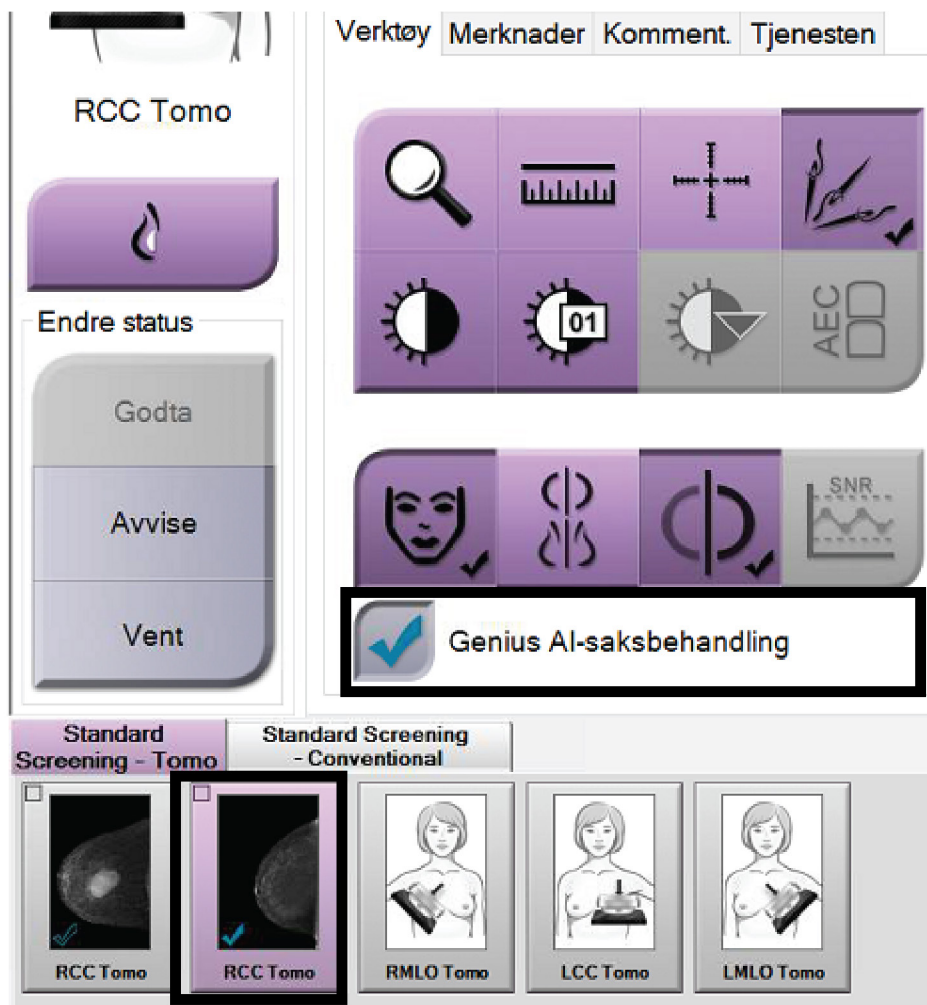 RCC Tomo
Endre status
Godta
Avvise
Vent
Verktøy Merknader Komment. Tjenesten
01
AEC
SNR
Genius AI-saksbehandling
Standard
Screening - Tomo
Standard Screening
- Conventional
RCC Tomo
RCC Tomo
RMLO Tomo
LCC Tomo
LMLO Tomo